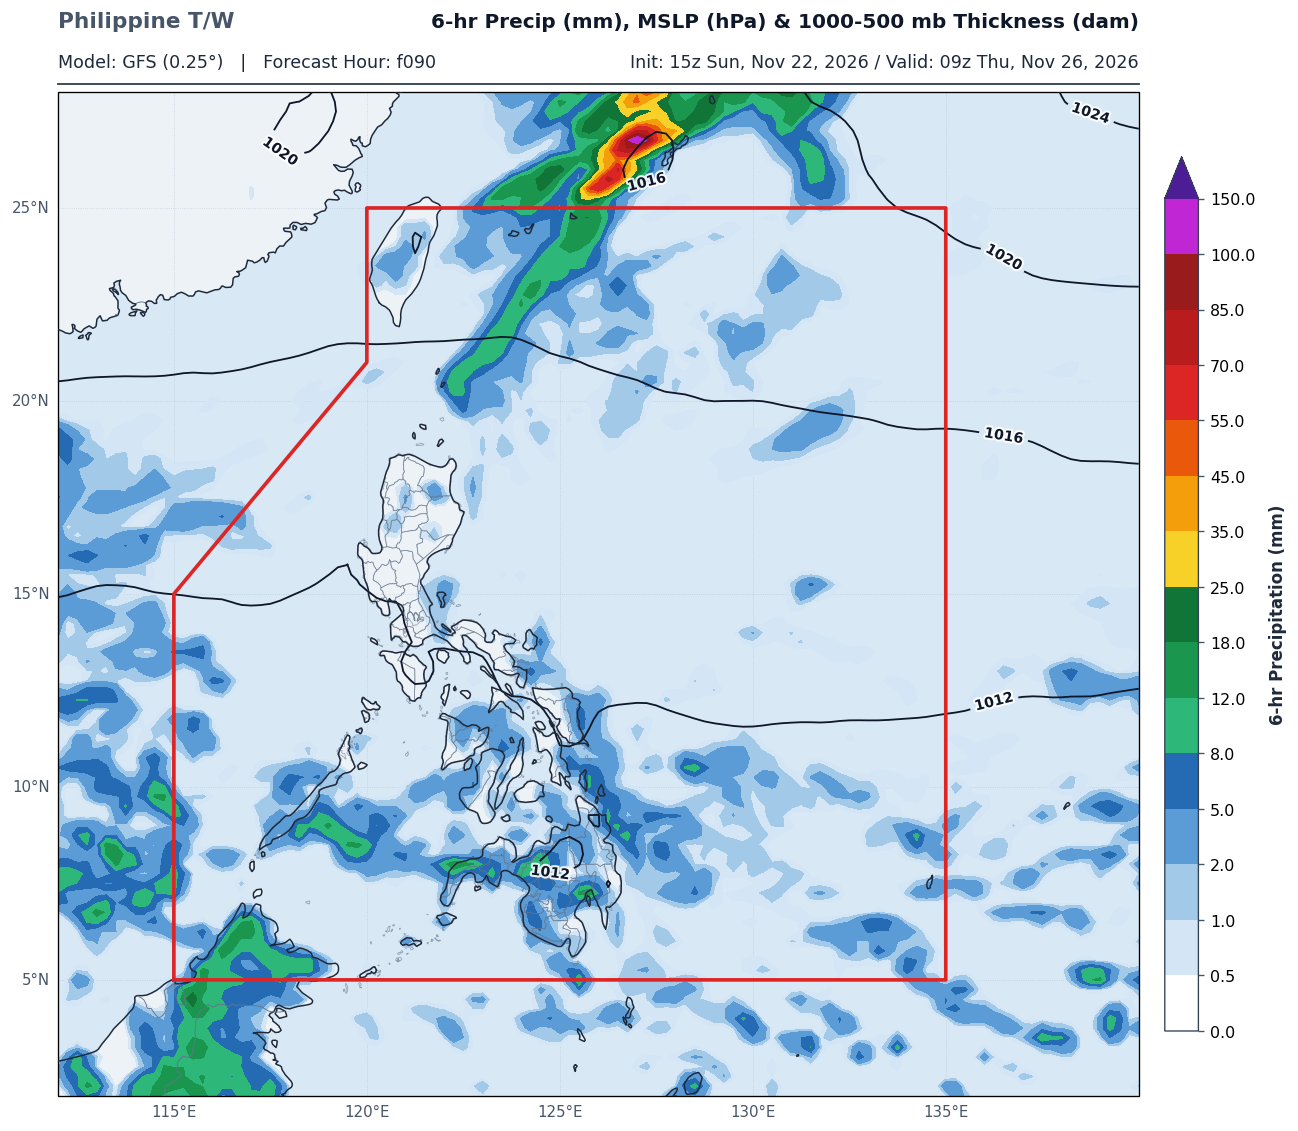 Philippine T/W
6-hr Precip (mm), MSLP (hPa) & 1000-500 mb Thickness (dam)
Model: GFS (0.25°) | Forecast Hour: f090
Init: 15z Sun, Nov 22, 2026 / Valid: 09z Thu, Nov 26, 2026
1024
1020
1016
1020
1016
1012
1012
25°N
20°N
15°N
10°N
5°N
115°E
120°E
125°E
130°E
135°E
150.0
100.0
85.0
70.0
55.0
45.0
35.0
25.0
18.0
12.0
8.0
5.0
2.0
1.0
0.5
0.0
6-hr Precipitation (mm)